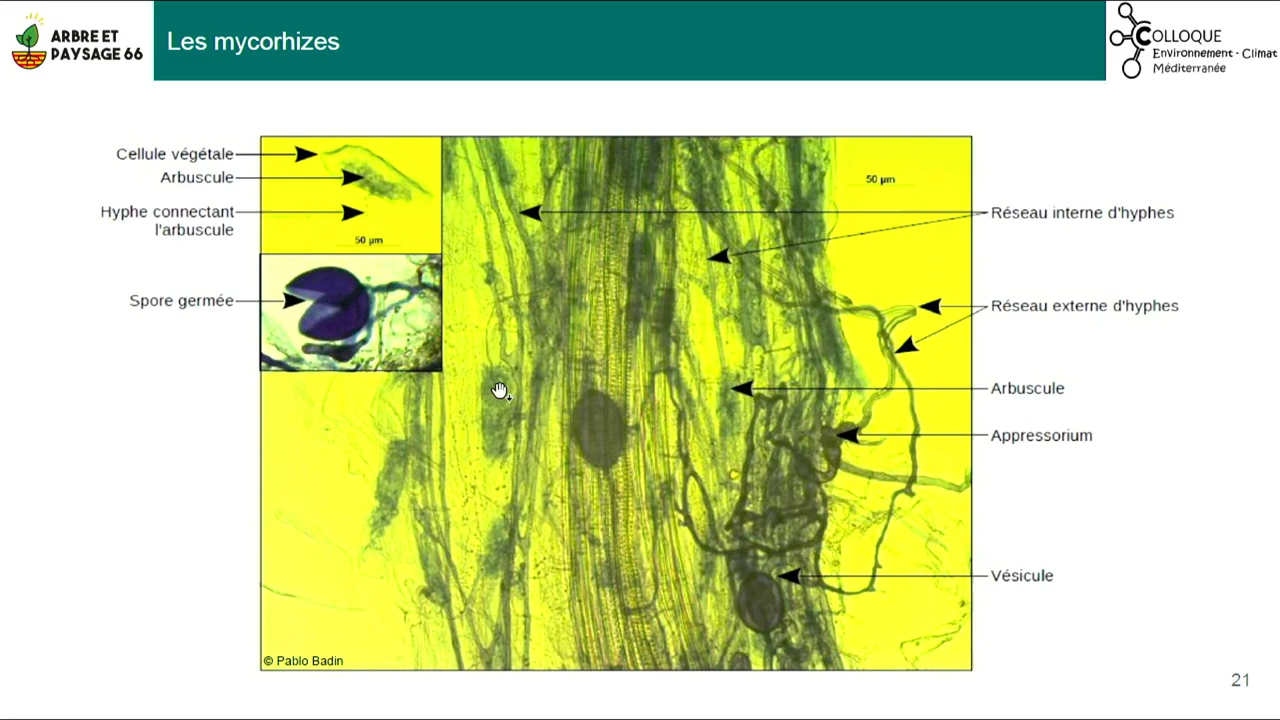 ARBRE ET
PAYSAGE 66
Les mycorhizes
COLLOQUE
Environnement · Climat
Méditerranée
Cellule végétale
Arbuscule
Hyphe connectant
l'arbuscule
Spore germée
50 µm
50 µm
Réseau interne d'hyphes
Réseau externe d'hyphes
Arbuscule
Appressorium
Vésicule
© Pablo Badin
21